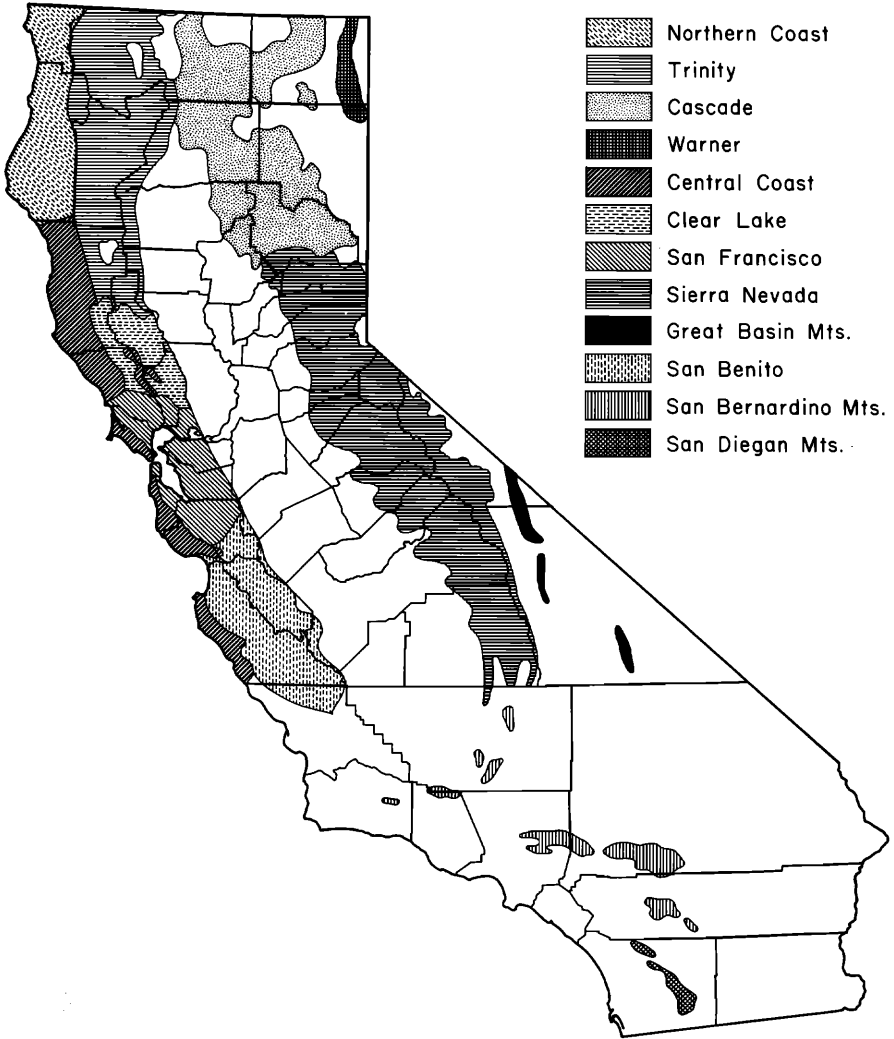 Northern Coast
Trinity
Cascade
Warner
Central Coast
Clear Lake
San Francisco
Sierra Nevada
Great Basin Mts.
San Benito
San Bernardino Mts.
San Diegan Mts.